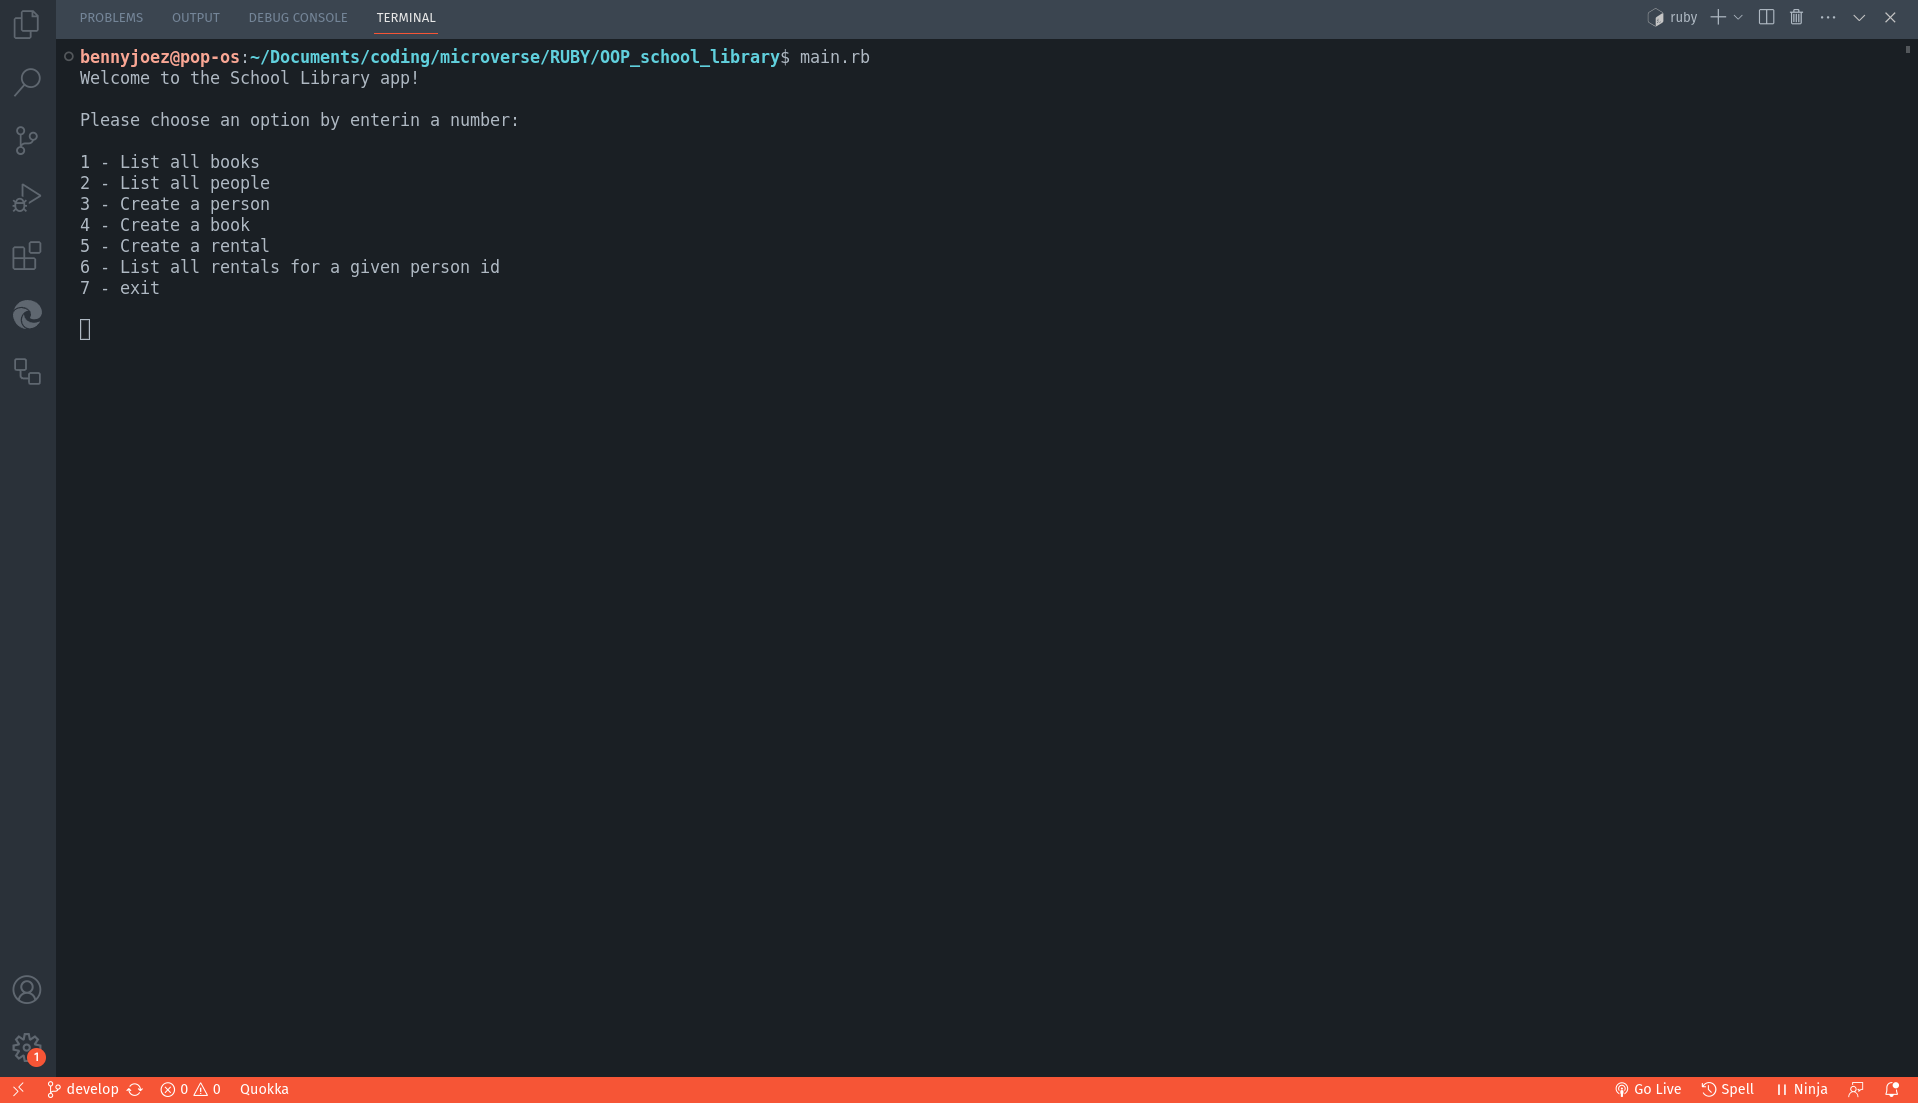 PROBLEMS OUTPUT DEBUG CONSOLE TERMINAL ruby
bennyjoez@pop-os:~/Documents/coding/microverse/RUBY/OOP_school_library$ main.rb
Welcome to the School Library app!
Please choose an option by enterin a number:
1 - List all books
2 - List all people
3 - Create a person
4 - Create a book
5 - Create a rental
6 - List all rentals for a given person id
7 - exit
1
develop 0 0 Quokka Go Live Spell Ninja